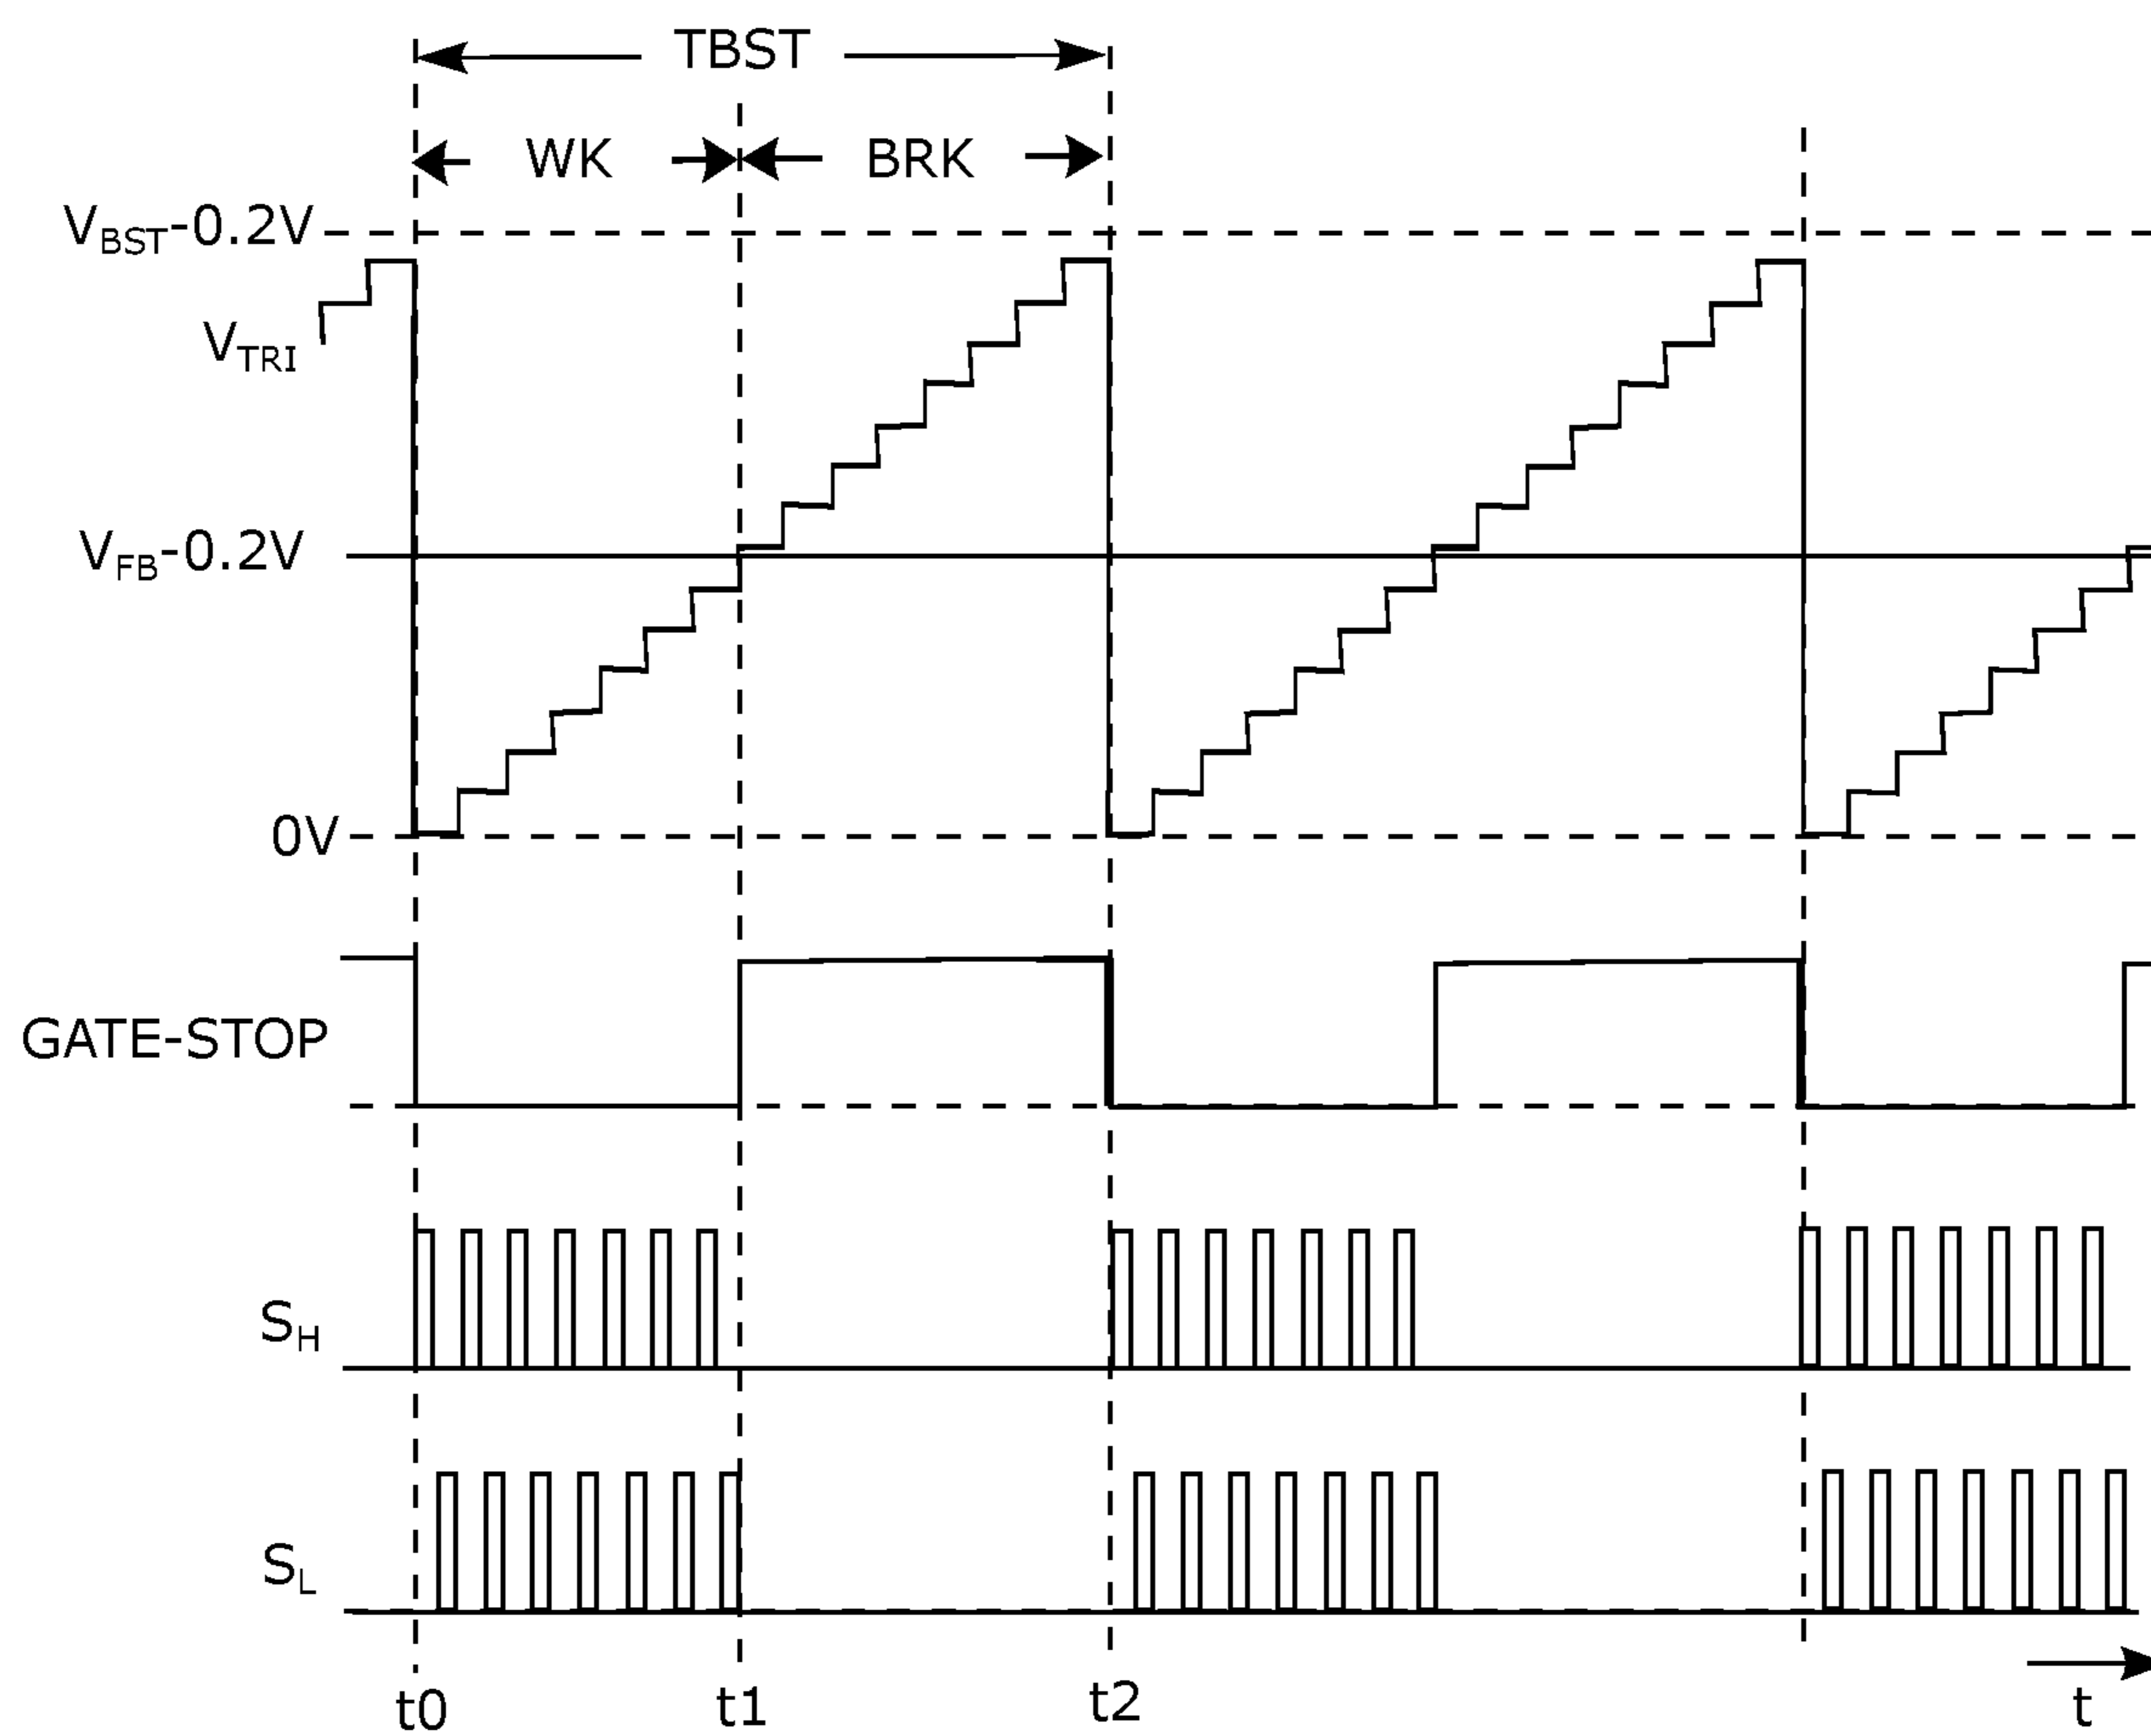 TBST
WK BRK
VBST-0.2V
VTRI
VFB-0.2V
0V
GATE-STOP
SH
SL
t0 t1 t2 t